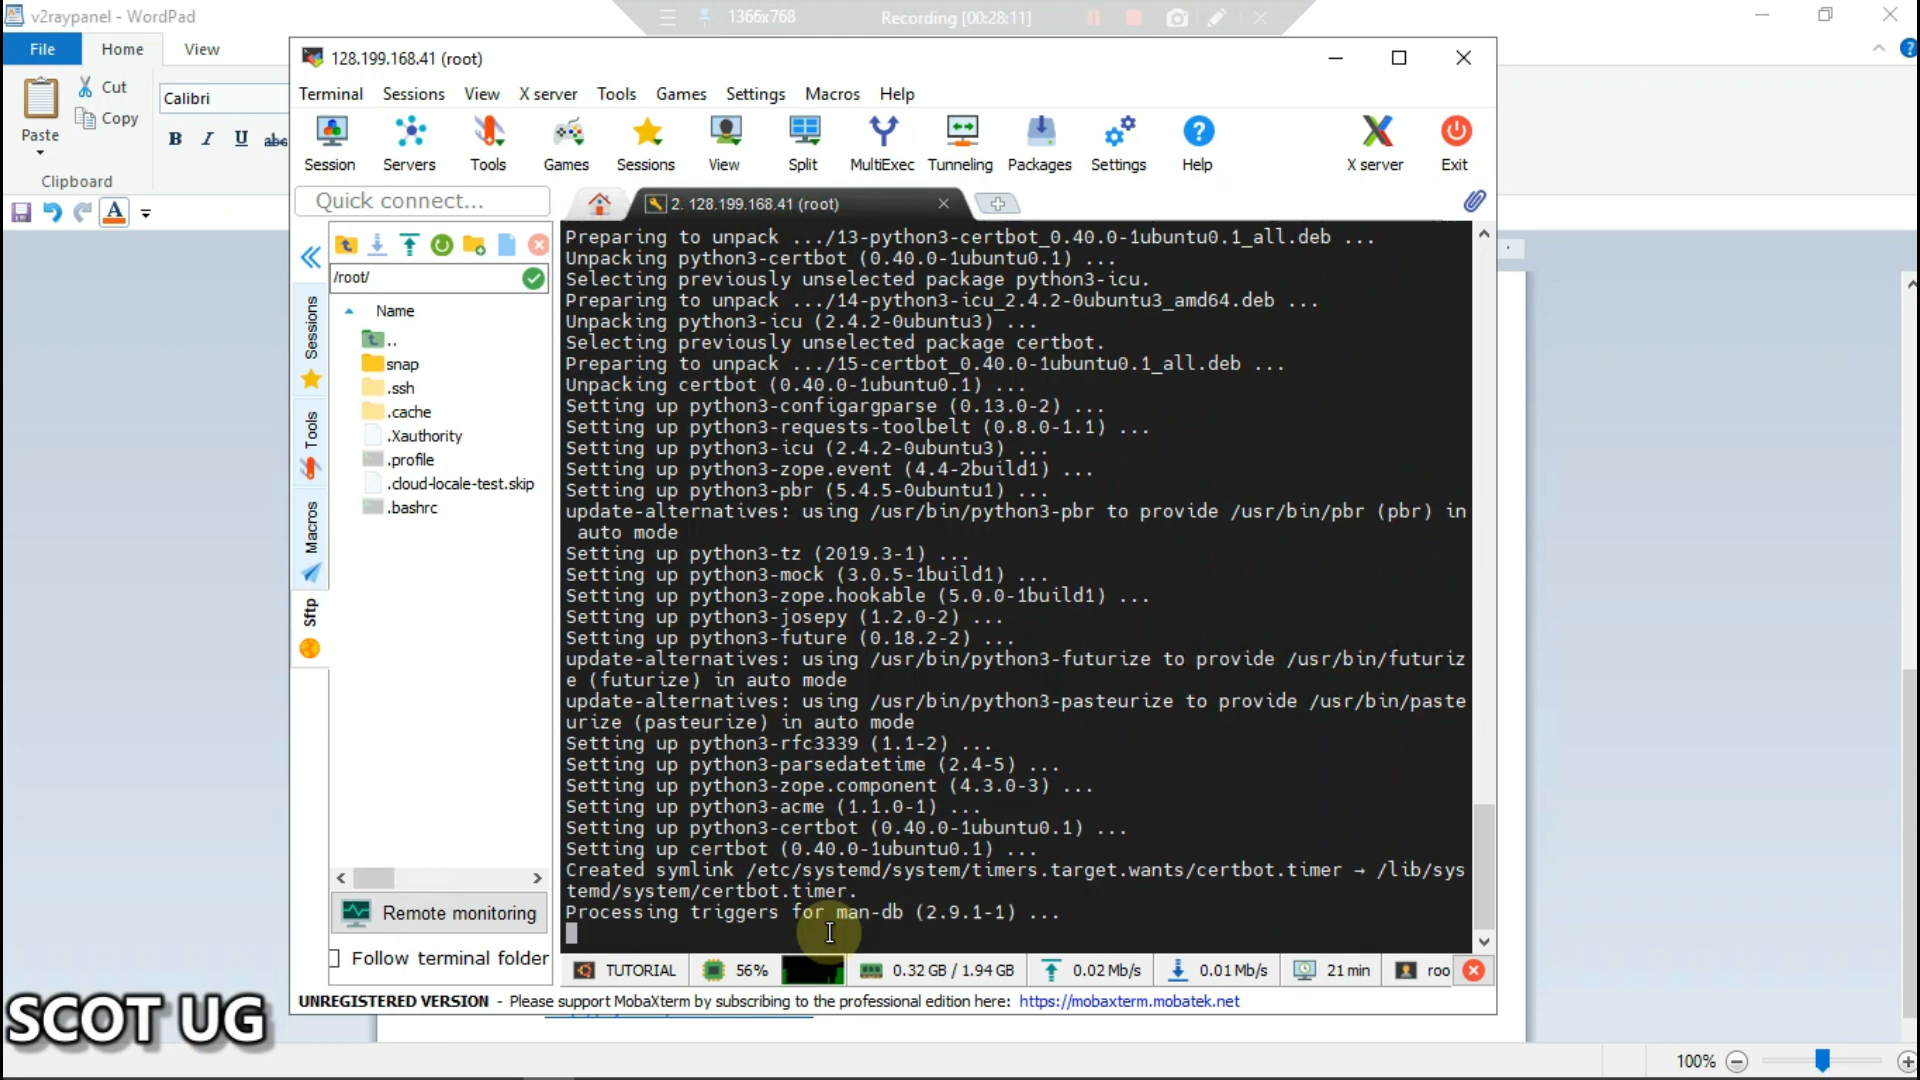 v2raypanel - WordPad
1366x768
Recording [00:28:11]
File
Home
View
Cut
Copy
Paste
Calibri
B I U abc
Clipboard
A
128.199.168.41 (root)
Terminal Sessions View X server Tools Games Settings Macros Help
Session Servers Tools Games Sessions View Split MultiExec Tunneling Packages Settings Help X server Exit
Quick connect...
2. 128.199.168.41 (root)
/root/
Name
..
snap
.ssh
.cache
.Xauthority
.profile
.cloud-locale-test.skip
.bashrc
Sessions
Tools
Macros
Sftp
Remote monitoring
Follow terminal folder
Preparing to unpack .../13-python3-certbot_0.40.0-1ubuntu0.1_all.deb ...
Unpacking python3-certbot (0.40.0-1ubuntu0.1) ...
Selecting previously unselected package python3-icu.
Preparing to unpack .../14-python3-icu_2.4.2-0ubuntu3_amd64.deb ...
Unpacking python3-icu (2.4.2-0ubuntu3) ...
Selecting previously unselected package certbot.
Preparing to unpack .../15-certbot_0.40.0-1ubuntu0.1_all.deb ...
Unpacking certbot (0.40.0-1ubuntu0.1) ...
Setting up python3-configargparse (0.13.0-2) ...
Setting up python3-requests-toolbelt (0.8.0-1.1) ...
Setting up python3-icu (2.4.2-0ubuntu3) ...
Setting up python3-zope.event (4.4-2build1) ...
Setting up python3-pbr (5.4.5-0ubuntu1) ...
update-alternatives: using /usr/bin/python3-pbr to provide /usr/bin/pbr (pbr) in
auto mode
Setting up python3-tz (2019.3-1) ...
Setting up python3-mock (3.0.5-1build1) ...
Setting up python3-zope.hookable (5.0.0-1build1) ...
Setting up python3-josepy (1.2.0-2) ...
Setting up python3-future (0.18.2-2) ...
update-alternatives: using /usr/bin/python3-futurize to provide /usr/bin/futuriz
e (futurize) in auto mode
update-alternatives: using /usr/bin/python3-pasteurize to provide /usr/bin/paste
urize (pasteurize) in auto mode
Setting up python3-rfc3339 (1.1-2) ...
Setting up python3-parsedatetime (2.4-5) ...
Setting up python3-zope.component (4.3.0-3) ...
Setting up python3-acme (1.1.0-1) ...
Setting up python3-certbot (0.40.0-1ubuntu0.1) ...
Setting up certbot (0.40.0-1ubuntu0.1) ...
Created symlink /etc/systemd/system/timers.target.wants/certbot.timer → /lib/sys
temd/system/certbot.timer.
Processing triggers for man-db (2.9.1-1) ...
TUTORIAL 56% 0.32 GB / 1.94 GB 0.02 Mb/s 0.01 Mb/s 21 min roo
UNREGISTERED VERSION - Please support MobaXterm by subscribing to the professional edition here: https://mobaxterm.mobatek.net
SCOT UG
100%